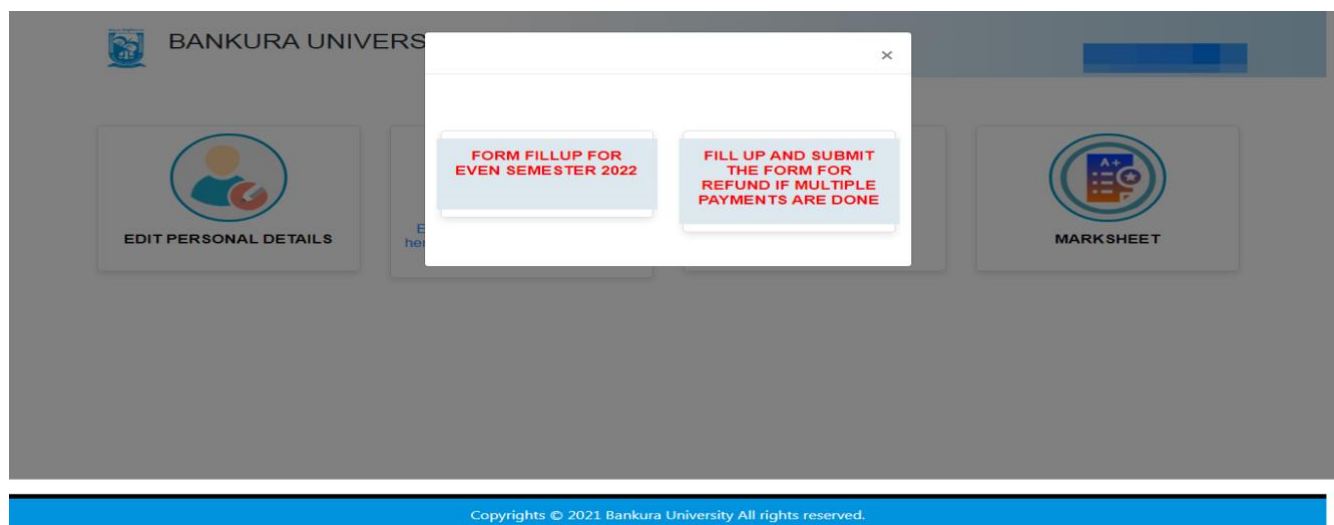 BANKURA UNIVERS
×
FORM FILLUP FOR
EVEN SEMESTER 2022
FILL UP AND SUBMIT
THE FORM FOR
REFUND IF MULTIPLE
PAYMENTS ARE DONE
EDIT PERSONAL DETAILS
E
her
A+
MARKSHEET
Copyrights © 2021 Bankura University All rights reserved.